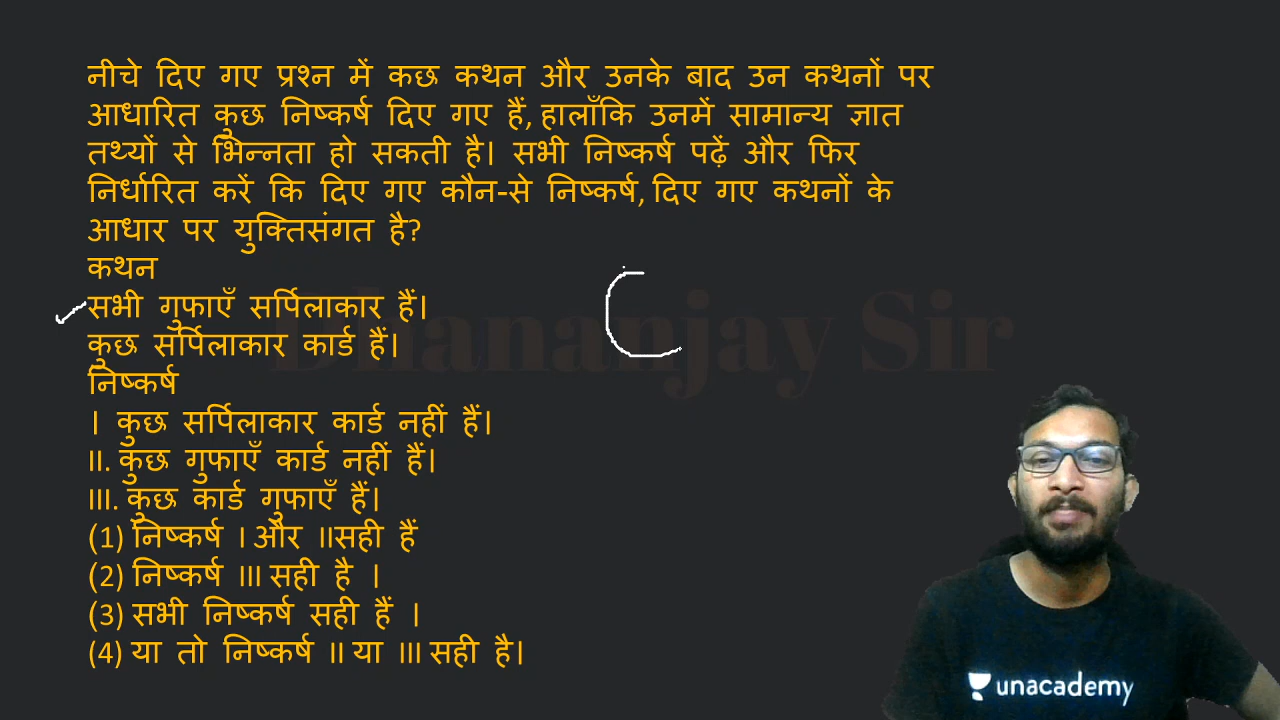 नीचे दिए गए प्रश्न में कछ कथन और उनके बाद उन कथनों पर
आधारित कुछ निष्कर्ष दिए गए हैं, हालाँकि उनमें सामान्य ज्ञात
तथ्यों से भिन्नता हो सकती है। सभी निष्कर्ष पढ़ें और फिर
निर्धारित करें कि दिए गए कौन-से निष्कर्ष, दिए गए कथनों के
आधार पर युक्तिसंगत है?
कथन
सभी गुफाएँ सर्पिलाकार हैं।
कुछ सर्पिलाकार कार्ड हैं।
निष्कर्ष
। कुछ सर्पिलाकार कार्ड नहीं हैं।
II. कुछ गुफाएँ कार्ड नहीं हैं।
III. कुछ कार्ड गुफाएँ हैं।
(1) निष्कर्ष I और IIसही हैं
(2) निष्कर्ष III सही है ।
(3) सभी निष्कर्ष सही हैं ।
(4) या तो निष्कर्ष II या III सही है।
Dhananjay Sir
unacademy